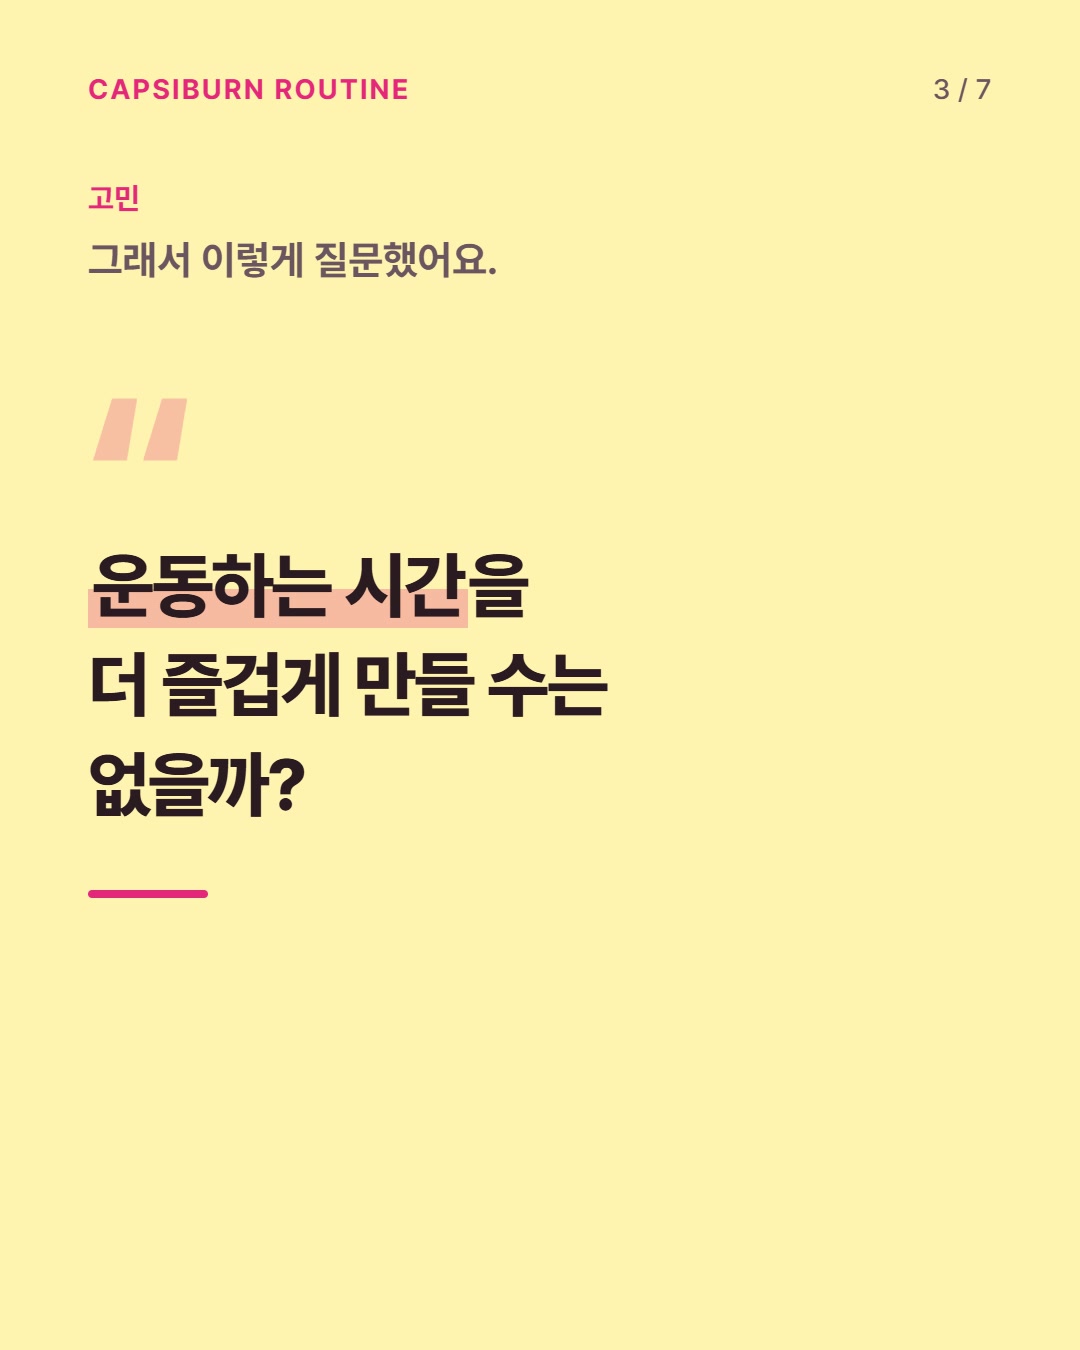 CAPSIBURN ROUTINE
3 / 7
고민
그래서 이렇게 질문했어요.
"
운동하는 시간을
더 즐겁게 만들 수는
없을까?